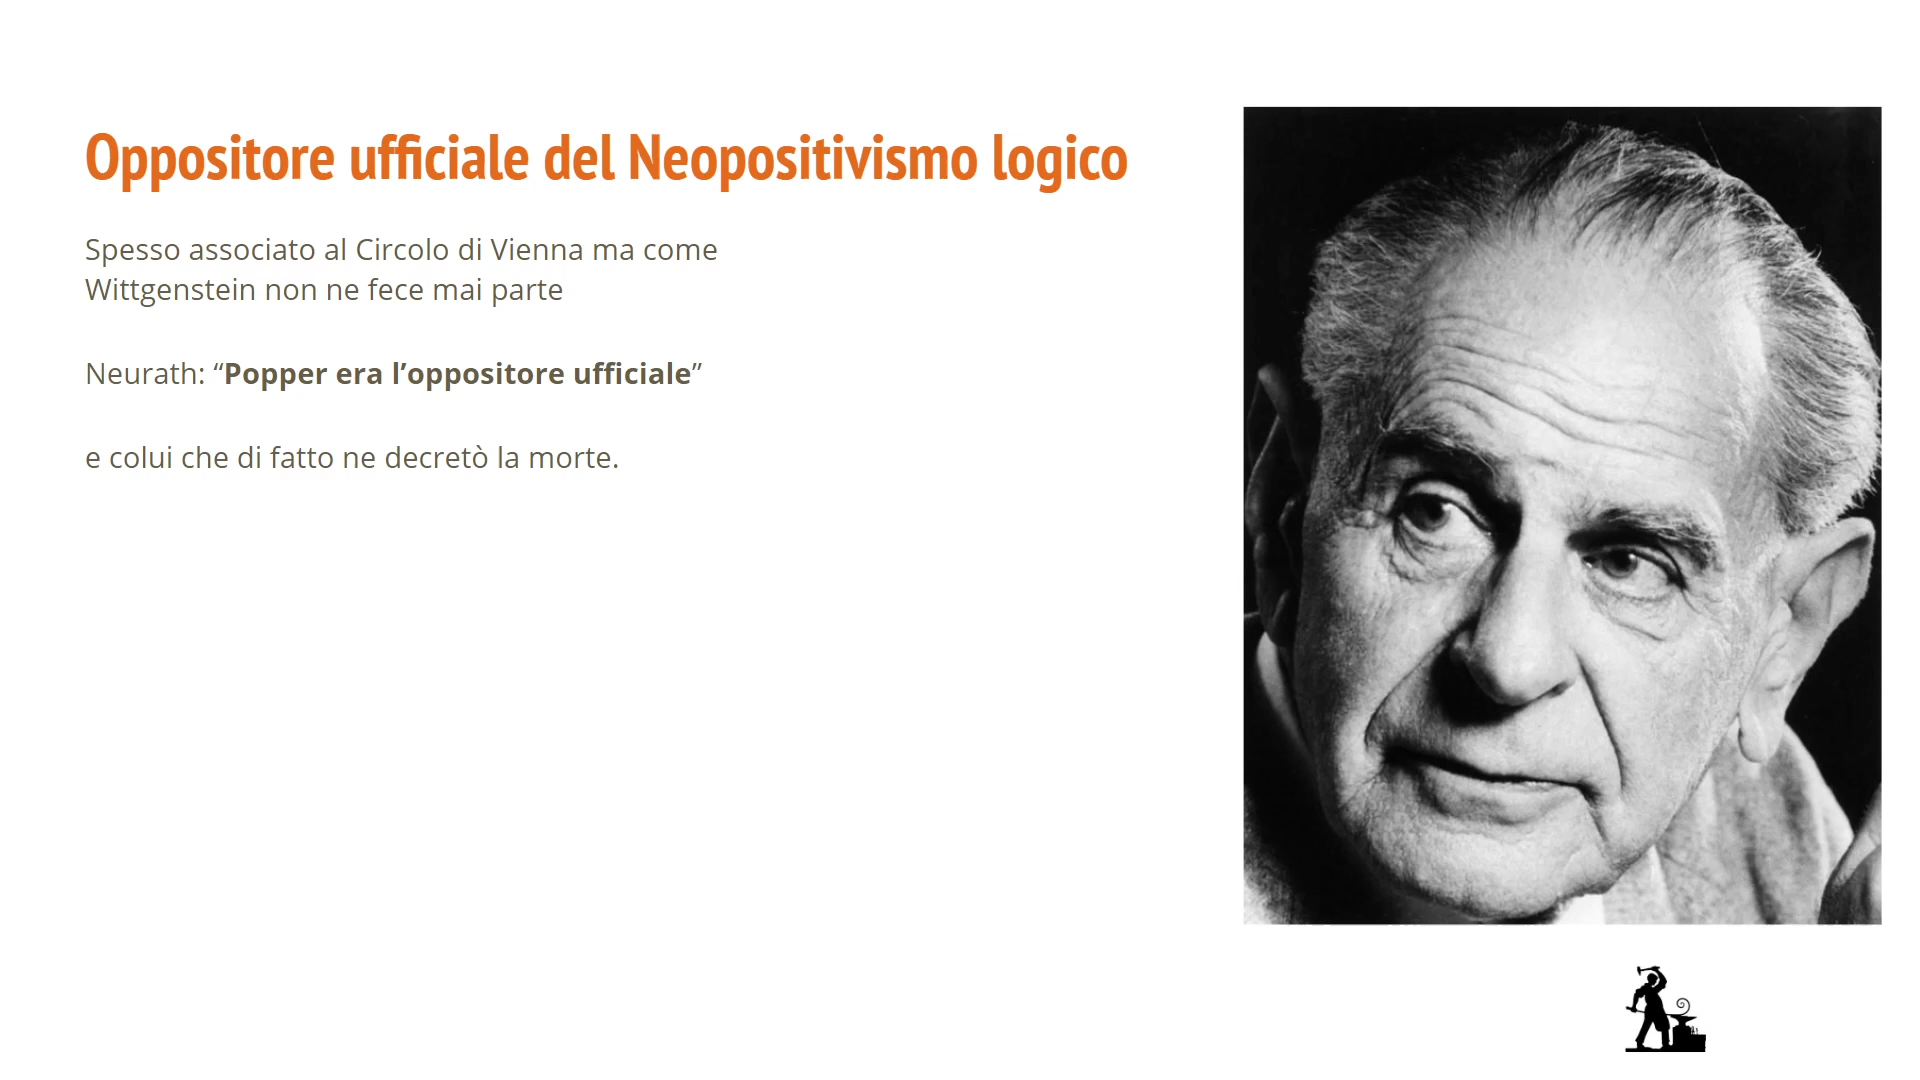 Oppositore ufficiale del Neopositivismo logico
Spesso associato al Circolo di Vienna ma come
Wittgenstein non ne fece mai parte
Neurath: “Popper era l’oppositore ufficiale”
e colui che di fatto ne decretò la morte.